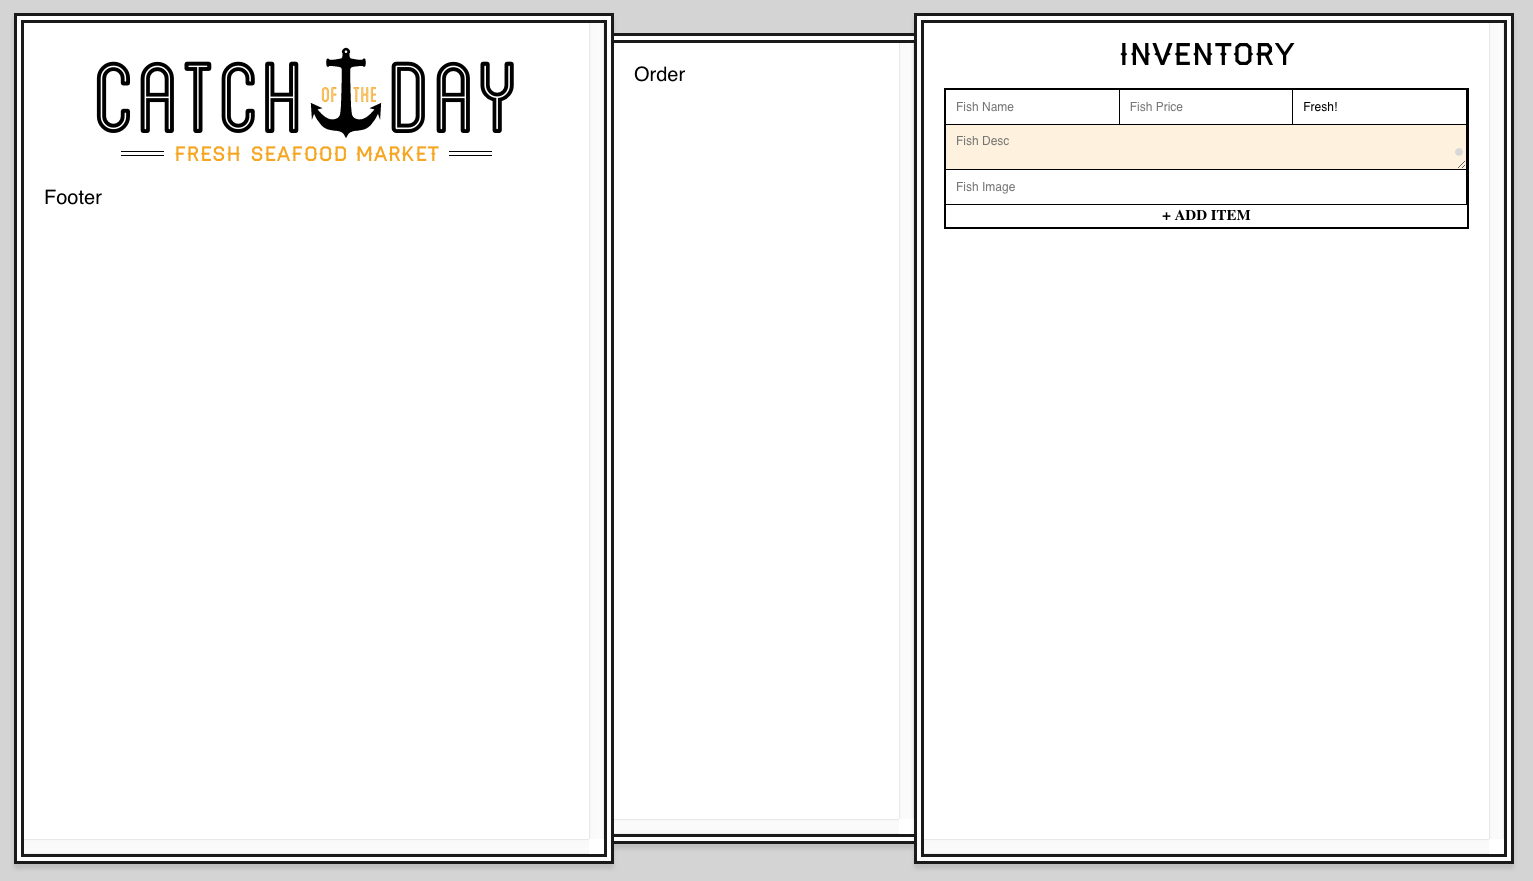 CATCH OF THE DAY
FRESH SEAFOOD MARKET
Footer
Order
INVENTORY
Fish Name Fish Price Fresh!
Fish Desc
Fish Image
+ ADD ITEM